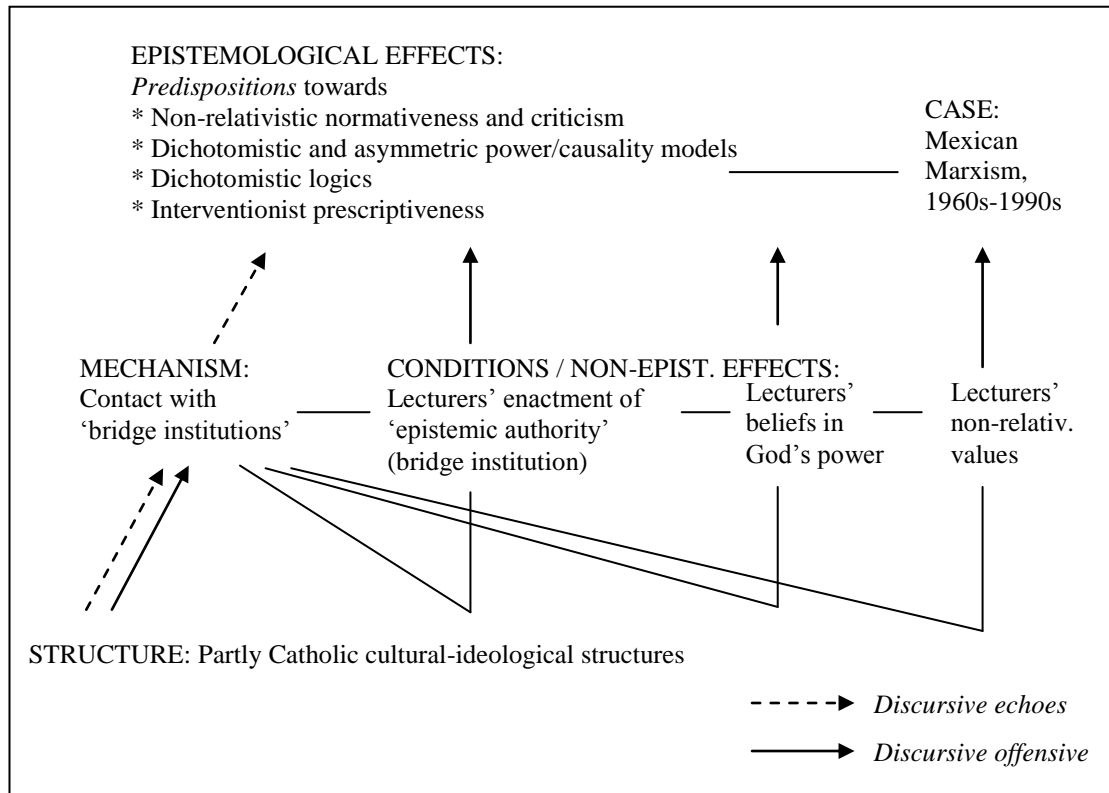 EPISTEMOLOGICAL EFFECTS:
Predispositions towards
* Non-relativistic normativeness and criticism
* Dichotomistic and asymmetric power/causality models
* Dichotomistic logics
* Interventionist prescriptiveness
CASE:
Mexican
Marxism,
1960s-1990s
MECHANISM:
Contact with
‘bridge institutions’
CONDITIONS / NON-EPIST. EFFECTS:
Lecturers’ enactment of
‘epistemic authority’
(bridge institution)
Lecturers’
beliefs in
God’s power
Lecturers’
non-relativ.
values
STRUCTURE: Partly Catholic cultural-ideological structures
Discursive echoes
Discursive offensive